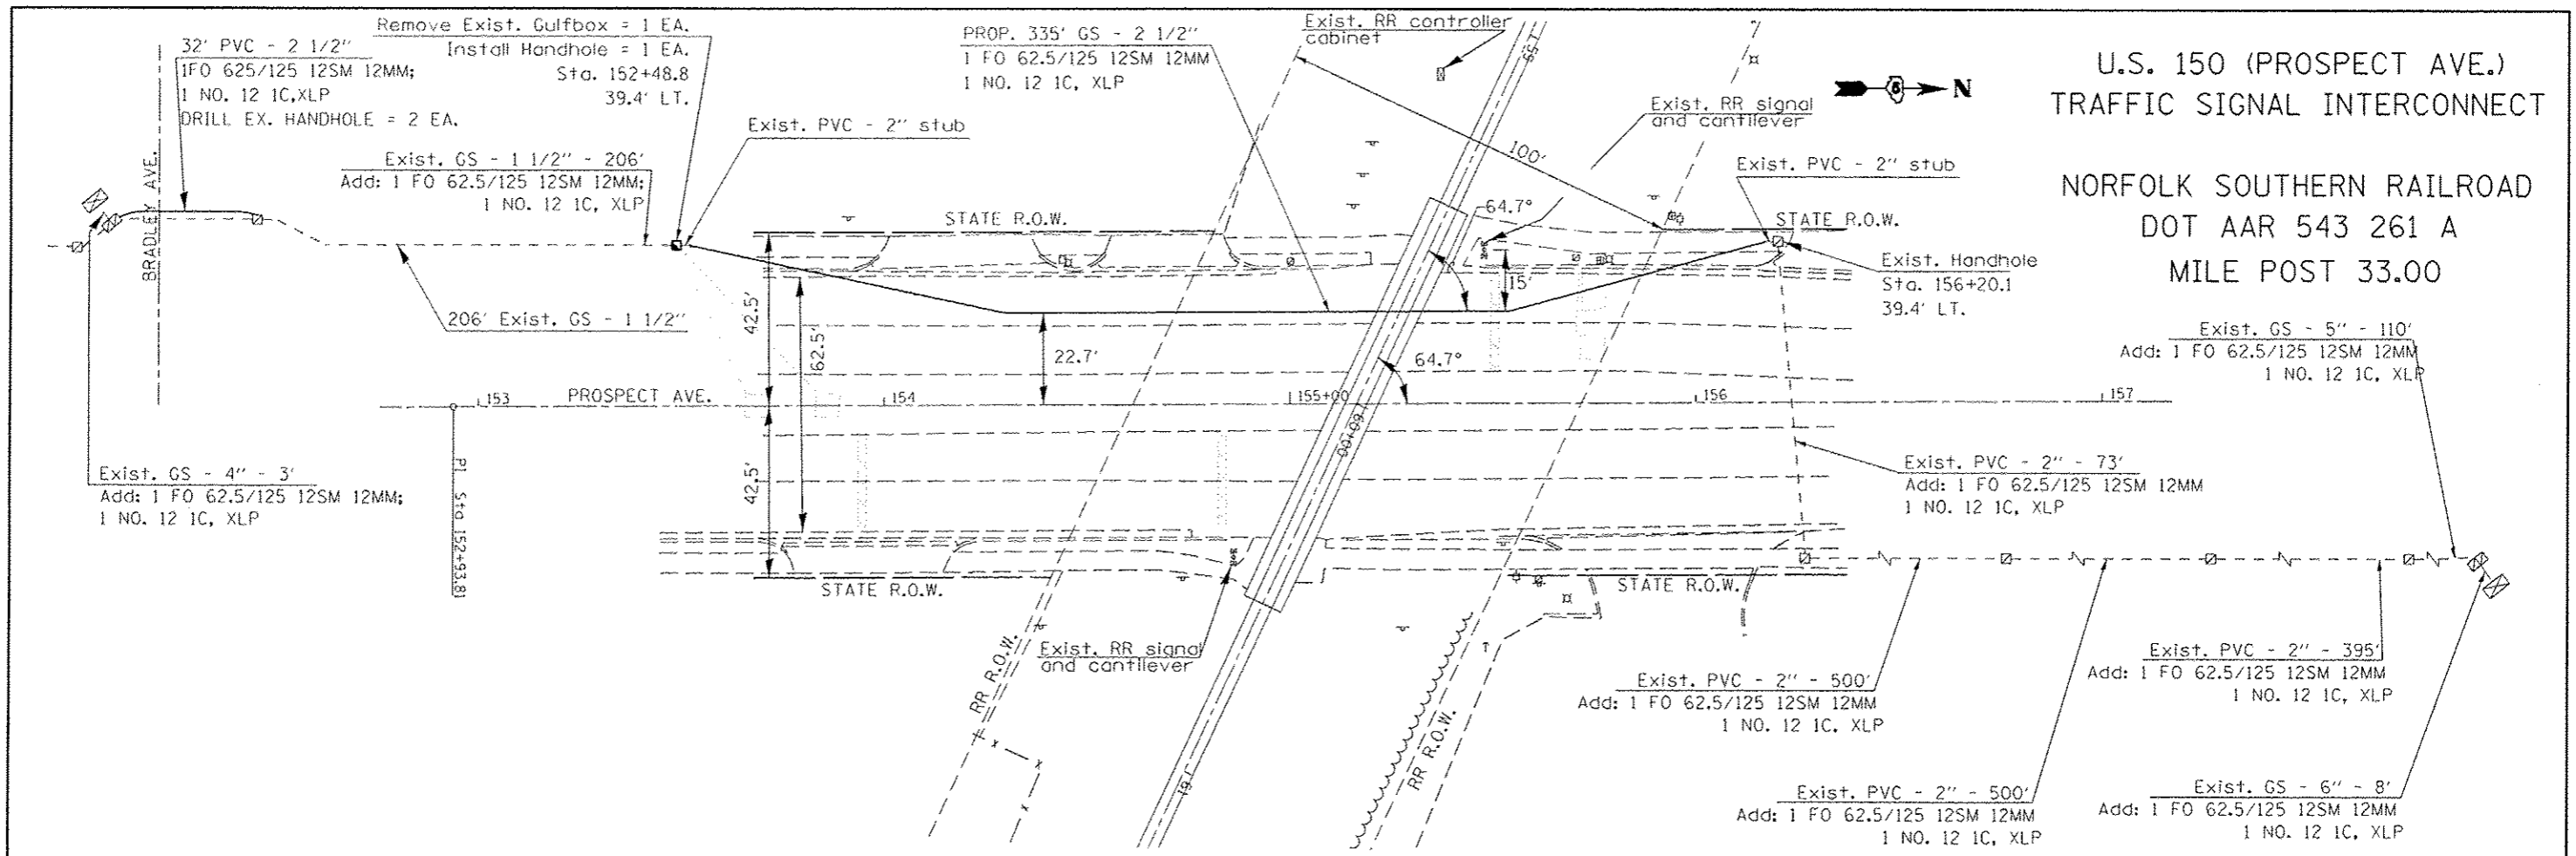 U.S. 150 (PROSPECT AVE.)
TRAFFIC SIGNAL INTERCONNECT
NORFOLK SOUTHERN RAILROAD
DOT AAR 543 261 A
MILE POST 33.00
N
32' PVC - 2 1/2"
1FO 625/125 12SM 12MM;
1 NO. 12 1C,XLP
DRILL EX. HANDHOLE = 2 EA.
Remove Exist. Gulfbox = 1 EA.
Install Handhole = 1 EA.
Sta. 152+48.8
39.4' LT.
Exist. GS - 1 1/2" - 206'
Add: 1 FO 62.5/125 12SM 12MM;
1 NO. 12 1C, XLP
Exist. PVC - 2" stub
PROP. 335' GS - 2 1/2"
1 FO 62.5/125 12SM 12MM
1 NO. 12 1C, XLP
Exist. RR controller
cabinet
159
Exist. RR signal
and cantilever
100'
Exist. PVC - 2" stub
BRADLEY AVE.
STATE R.O.W.
64.7°
STATE R.O.W.
Exist. Handhole
Sta. 156+20.1
39.4' LT.
15'
206' Exist. GS - 1 1/2"
42.5'
62.5'
22.7'
64.7°
Exist. GS - 5" - 110'
Add: 1 FO 62.5/125 12SM 12MM
1 NO. 12 1C, XLP
153
PROSPECT AVE.
154
155+00
156
157
160+00
PI Sta 152+93.81
42.5'
Exist. GS - 4" - 3'
Add: 1 FO 62.5/125 12SM 12MM;
1 NO. 12 1C, XLP
Exist. PVC - 2" - 73'
Add: 1 FO 62.5/125 12SM 12MM
1 NO. 12 1C, XLP
STATE R.O.W.
STATE R.O.W.
RR R.O.W.
Exist. RR signal
and cantilever
161
RR R.O.W.
Exist. PVC - 2" - 500'
Add: 1 FO 62.5/125 12SM 12MM
1 NO. 12 1C, XLP
Exist. PVC - 2" - 395'
Add: 1 FO 62.5/125 12SM 12MM
1 NO. 12 1C, XLP
Exist. PVC - 2" - 500'
Add: 1 FO 62.5/125 12SM 12MM
1 NO. 12 1C, XLP
Exist. GS - 6" - 8'
Add: 1 FO 62.5/125 12SM 12MM
1 NO. 12 1C, XLP